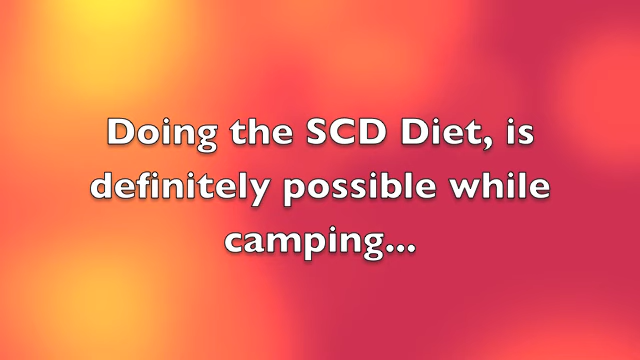 Doing the SCD Diet, is
definitely possible while
camping...